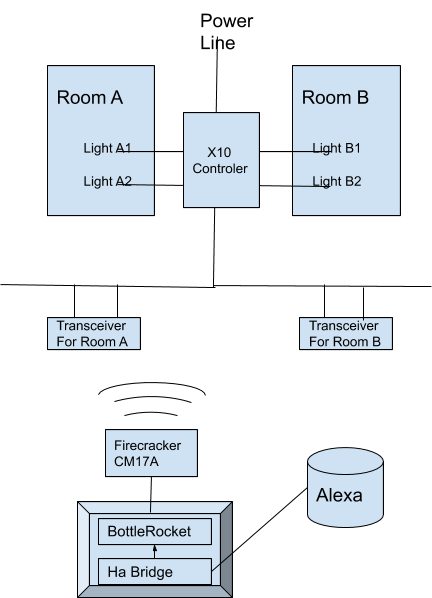 Power
Line
Room A
Room B
Light A1
Light A2
X10
Controler
Light B1
Light B2
Transceiver
For Room A
Transceiver
For Room B
Firecracker
CM17A
Alexa
BottleRocket
Ha Bridge